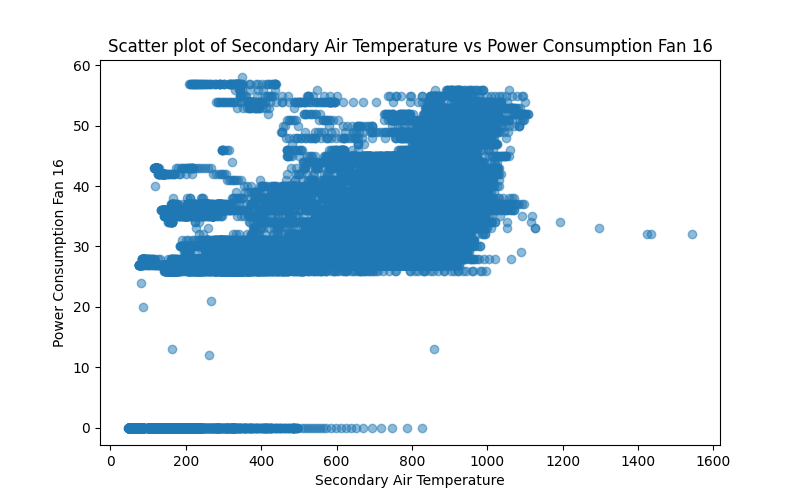 Scatter plot of Secondary Air Temperature vs Power Consumption Fan 16
60
50
40
30
20
10
0
Power Consumption Fan 16
0 200 400 600 800 1000 1200 1400 1600
Secondary Air Temperature